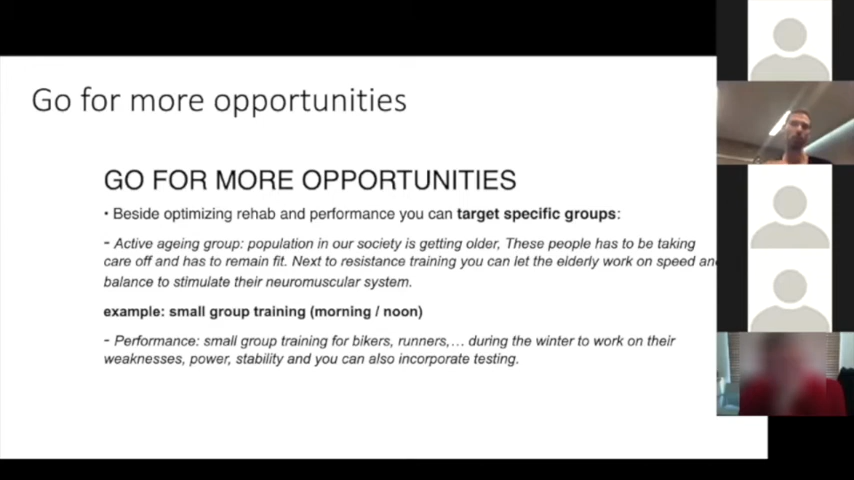 Go for more opportunities
GO FOR MORE OPPORTUNITIES
• Beside optimizing rehab and performance you can target specific groups:
- Active ageing group: population in our society is getting older, These people has to be taking
care off and has to remain fit. Next to resistance training you can let the elderly work on speed and
balance to stimulate their neuromuscular system.
example: small group training (morning / noon)
- Performance: small group training for bikers, runners,… during the winter to work on their
weaknesses, power, stability and you can also incorporate testing.